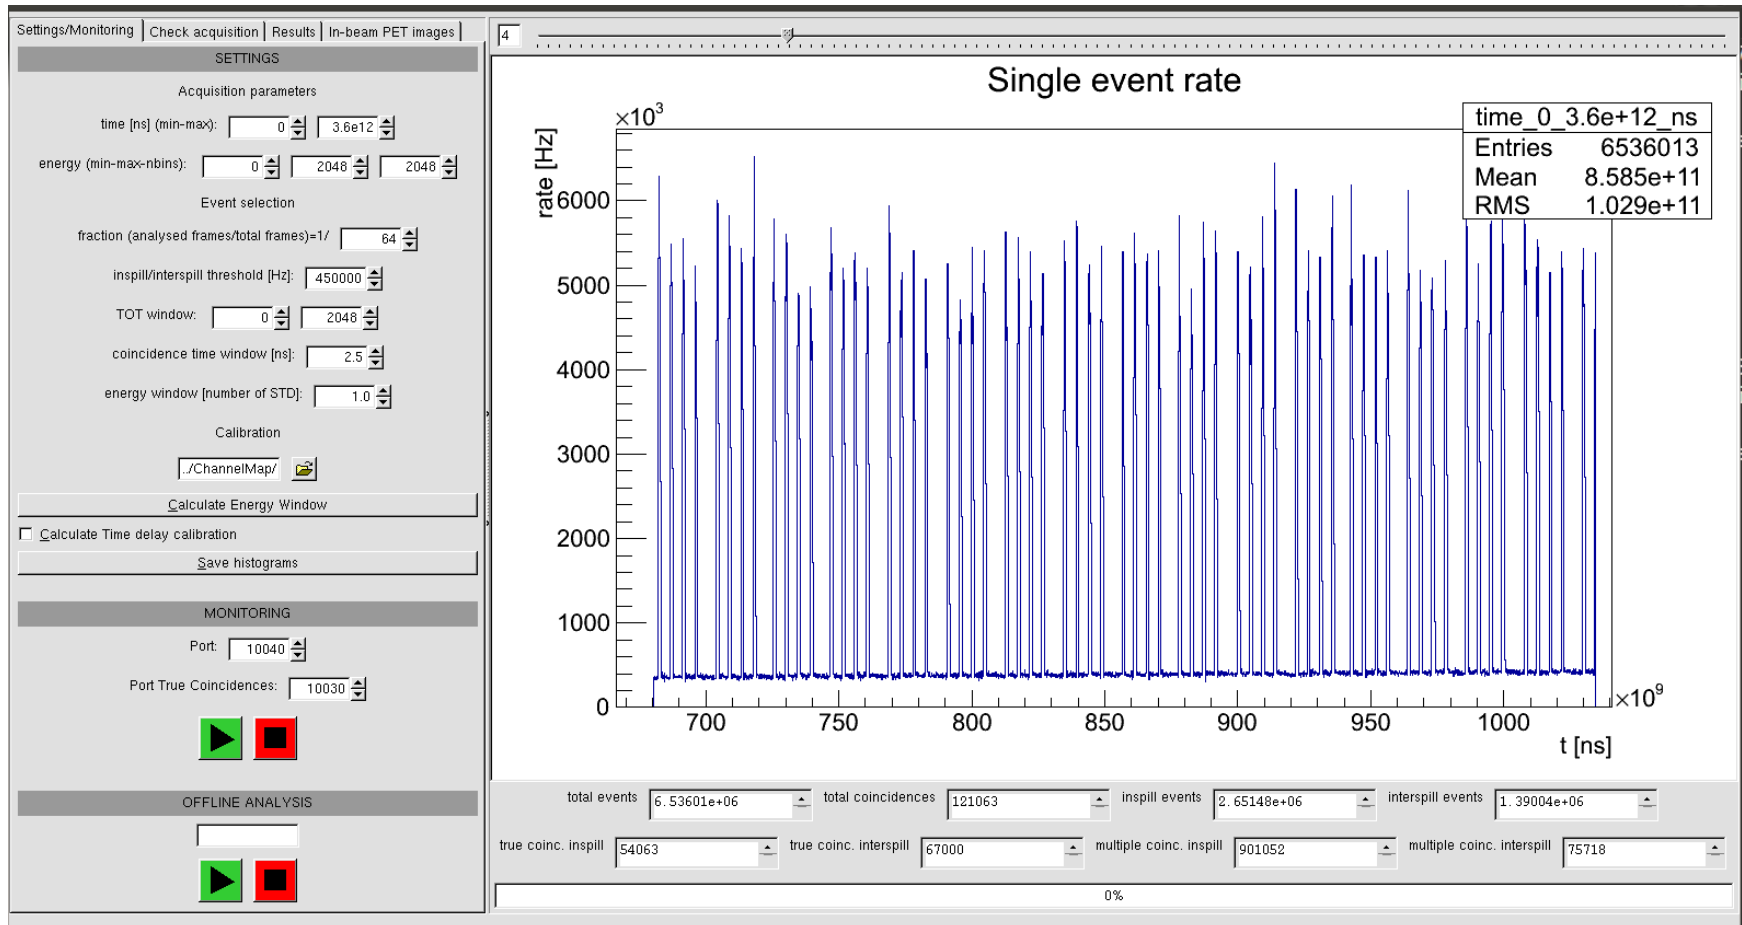 Settings/Monitoring Check acquisition Results In-beam PET images
SETTINGS
Acquisition parameters
time [ns] (min-max): 0 3.6e12
energy (min-max-nbins): 0 2048 2048
Event selection
fraction (analysed frames/total frames)=1/ 64
inspill/interspill threshold [Hz]: 450000
TOT window: 0 2048
coincidence time window [ns]: 2.5
energy window [number of STD]: 1.0
Calibration
../ChannelMap/
Calculate Energy Window
Calculate Time delay calibration
Save histograms
MONITORING
Port: 10040
Port True Coincidences: 10030
OFFLINE ANALYSIS
4
Single event rate
×10³
rate [Hz]
6000
5000
4000
3000
2000
1000
0
700 750 800 850 900 950 1000
×10⁹
t [ns]
time_0_3.6e+12_ns
Entries 6536013
Mean 8.585e+11
RMS 1.029e+11
total events 6.53601e+06 total coincidences 121063 inspill events 2.65148e+06 interspill events 1.39004e+06
true coinc. inspill 54063 true coinc. interspill 67000 multiple coinc. inspill 901052 multiple coinc. interspill 75718
0%